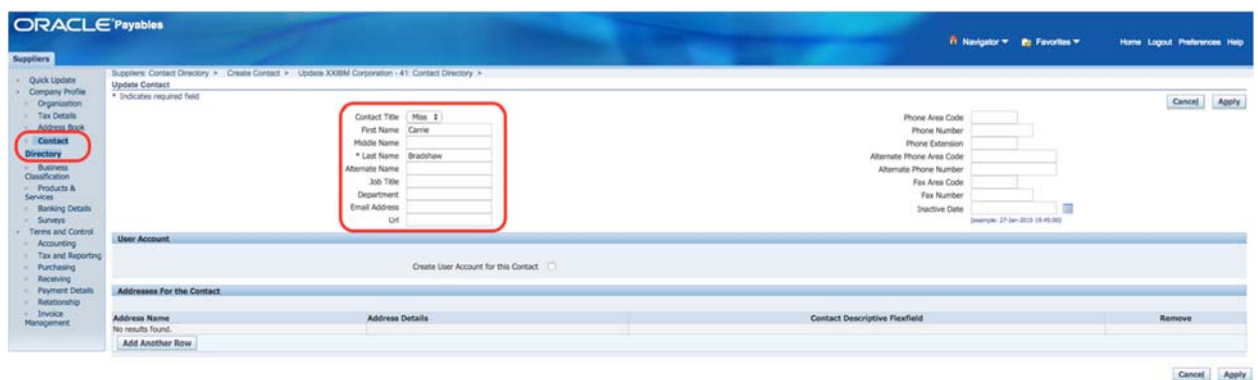 ORACLE Payables
Navigator Favorites Home Logout Preferences Help
Suppliers
Quick Update
Company Profile
Organization
Tax Details
Address Book
Contact
Directory
Business
Classification
Products &
Services
Banking Details
Surveys
Terms and Control
Accounting
Tax and Reporting
Purchasing
Receiving
Payment Details
Relationship
Invoice
Management
Suppliers: Contact Directory > Create Contact > Update XXIBM Corporation - 41: Contact Directory >
Update Contact
* Indicates required field
Cancel Apply
Contact Title Miss
First Name Carrie
Middle Name
* Last Name Bradshaw
Alternate Name
Job Title
Department
Email Address
Url
Phone Area Code
Phone Number
Phone Extension
Alternate Phone Area Code
Alternate Phone Number
Fax Area Code
Fax Number
Inactive Date
(example: 27-Jan-2015 19:45:00)
User Account
Create User Account for this Contact
Addresses For the Contact
Address Name Address Details Contact Descriptive Flexfield Remove
No results found.
Add Another Row
Cancel Apply